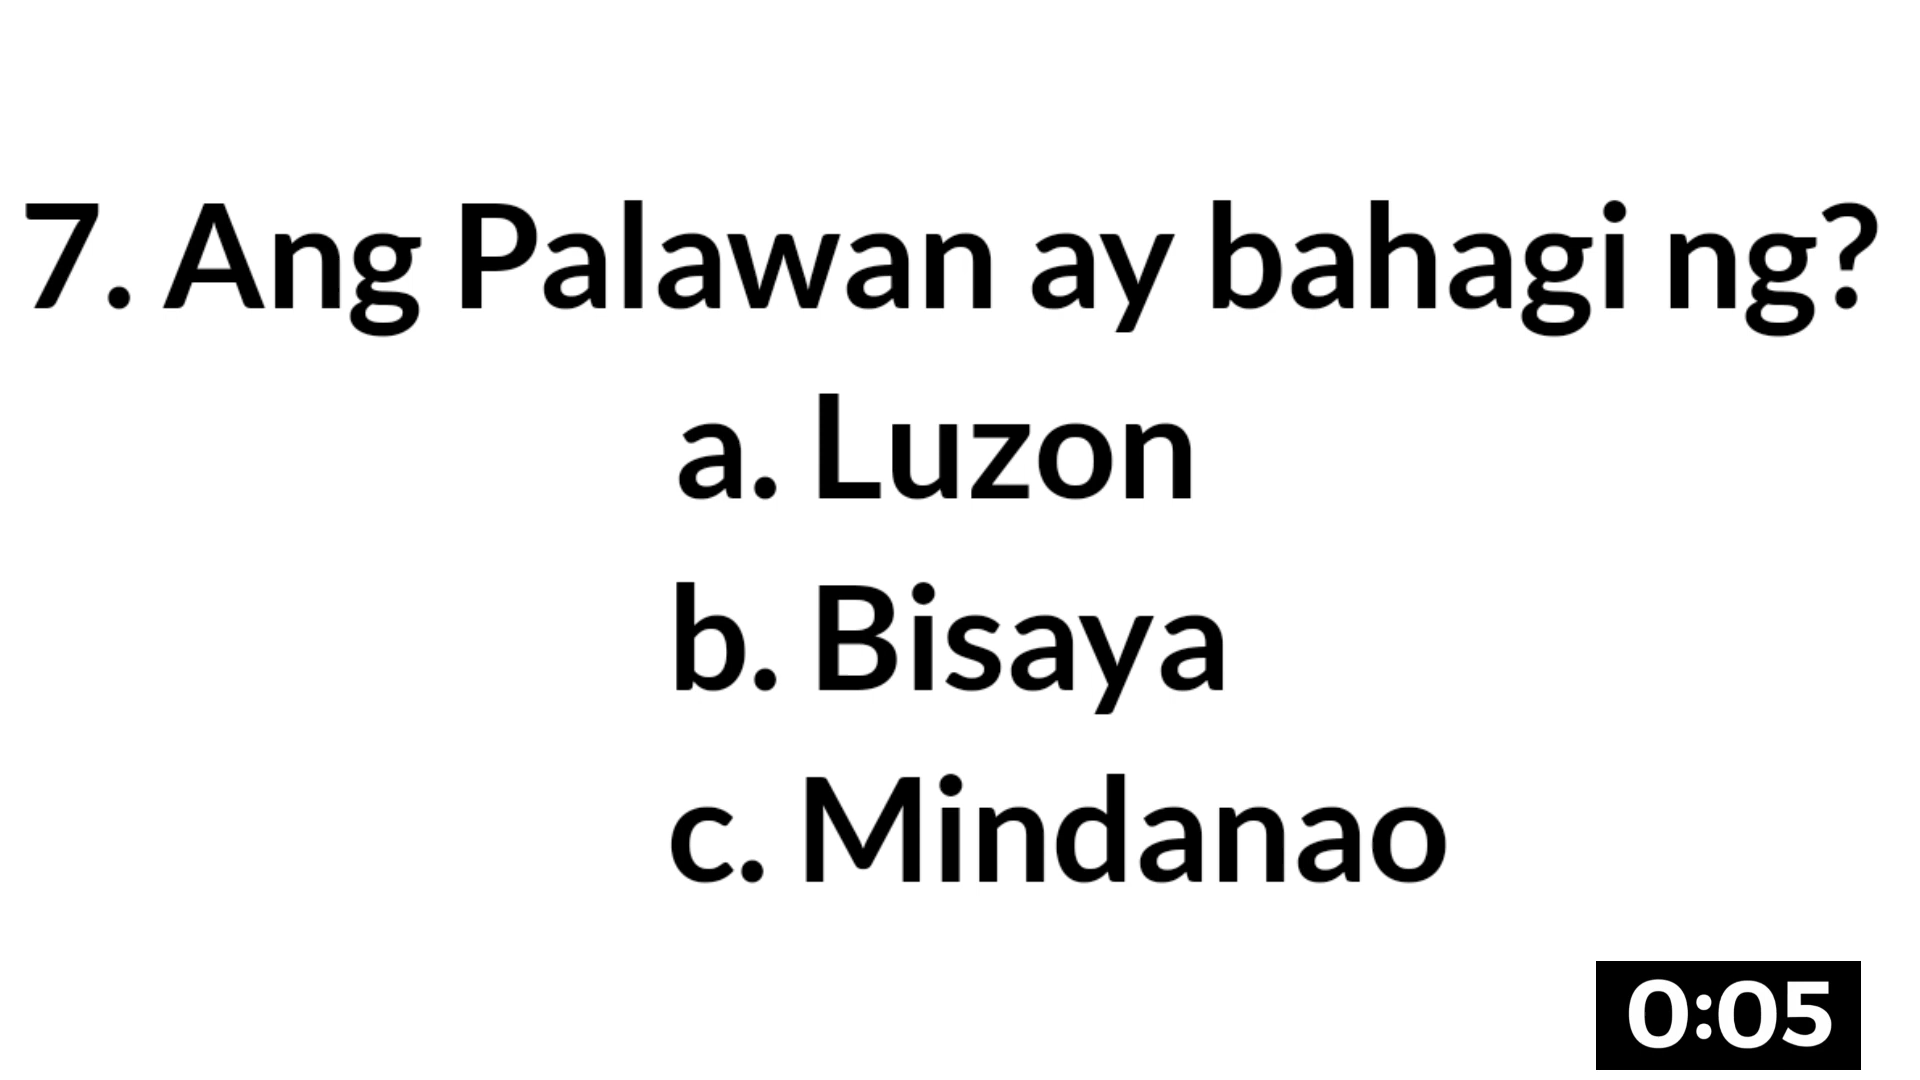 7. Ang Palawan ay bahagi ng?
a. Luzon
b. Bisaya
c. Mindanao
0:05